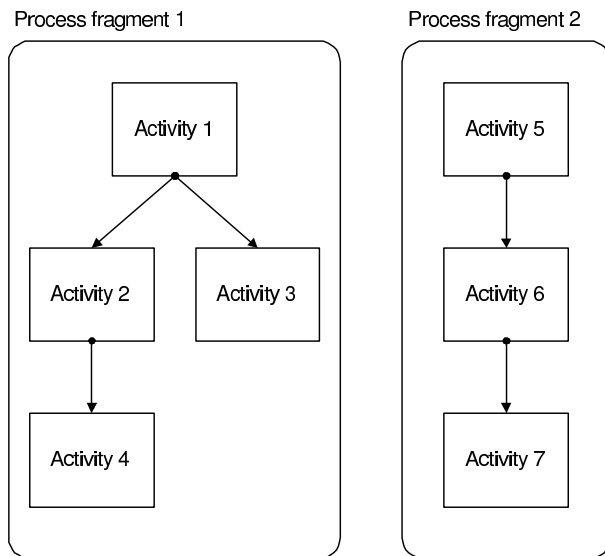 Process fragment 1
Activity 1
Activity 2
Activity 3
Activity 4
Process fragment 2
Activity 5
Activity 6
Activity 7